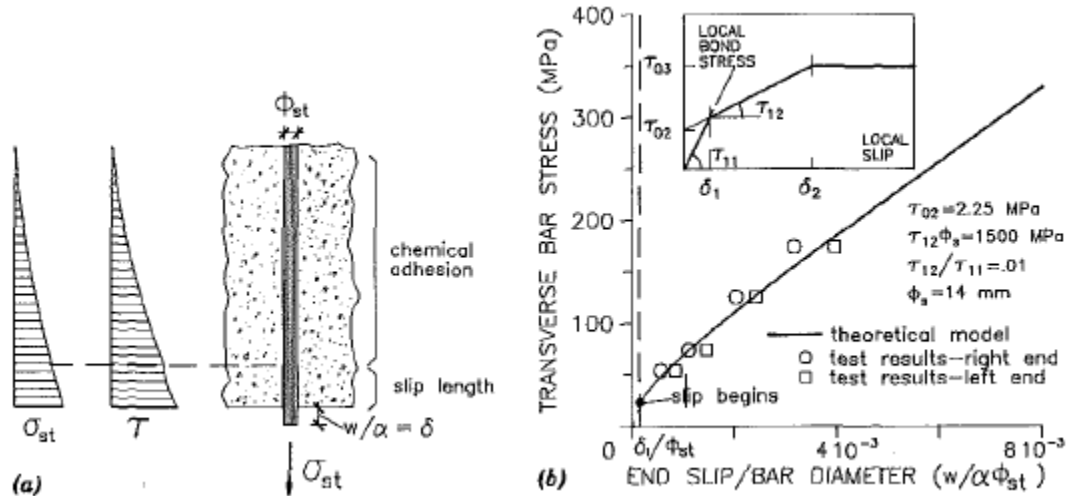 Φst
chemical
adhesion
slip length
w/α = δ
σst
τ
σst
(a)
TRANSVERSE BAR STRESS (MPa)
400
300
200
100
0
LOCAL
BOND
STRESS
τ03
τ02
τ12
τ11
LOCAL
SLIP
δ1
δ2
τ02=2.25 MPa
τ12Φs=1500 MPa
τ12/τ11=.01
Φs=14 mm
theoretical model
test results-right end
test results-left end
slip begins
δ1/Φst
4 10⁻³
8 10⁻³
END SLIP/BAR DIAMETER (w/αΦst)
(b)